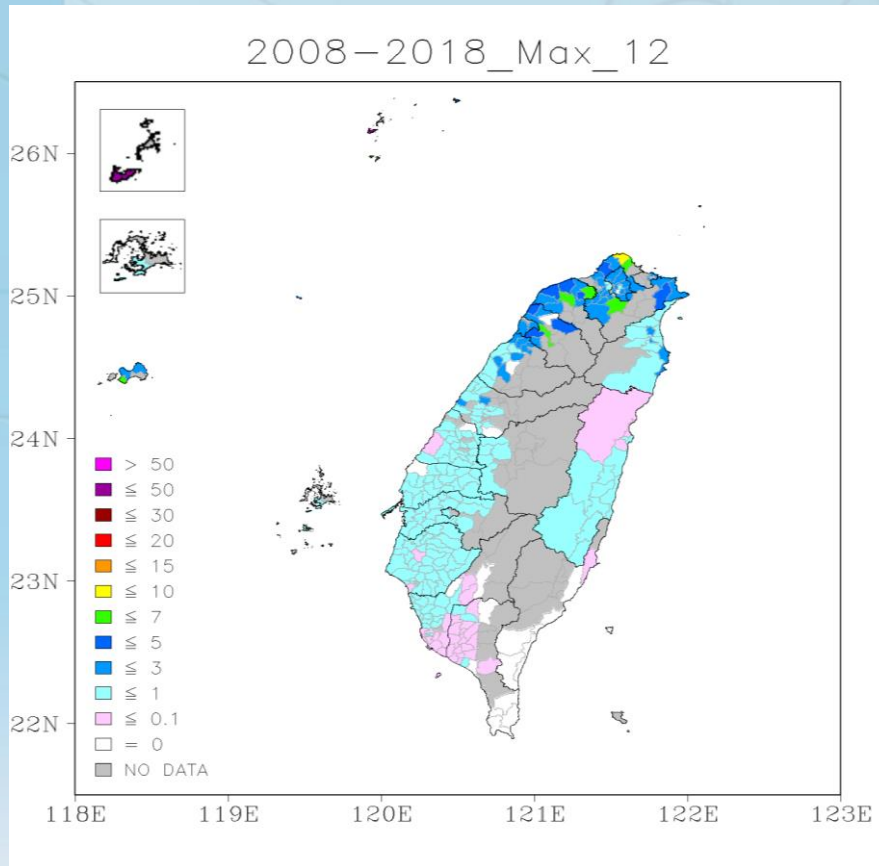 2008-2018_Max_12
26N
25N
24N
23N
22N
> 50
≤ 50
≤ 30
≤ 20
≤ 15
≤ 10
≤ 7
≤ 5
≤ 3
≤ 1
≤ 0.1
= 0
NO DATA
118E 119E 120E 121E 122E 123E